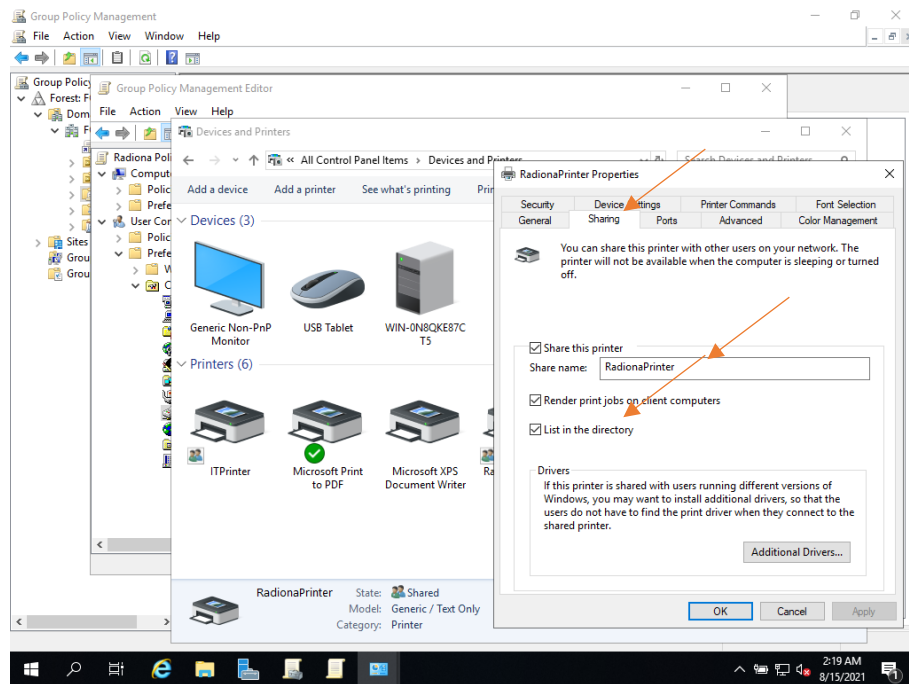 Group Policy Management
File Action View Window Help
Group Policy
Forest: F
Dom
F
Sites
Grou
Grou
Group Policy Management Editor
File Action View Help
Radiona Poli
Comput
Polic
Prefe
User Cor
Polic
Prefe
W
C
Devices and Printers
« All Control Panel Items › Devices and Printers
Search Devices and Printers
Add a device Add a printer See what's printing Prin
Devices (3)
Generic Non-PnP
Monitor
USB Tablet
WIN-0N8QKE87C
T5
Printers (6)
ITPrinter
Microsoft Print
to PDF
Microsoft XPS
Document Writer
Ra
RadionaPrinter State: Shared
Model: Generic / Text Only
Category: Printer
RadionaPrinter Properties
Security Device Settings Printer Commands Font Selection
General Sharing Ports Advanced Color Management
You can share this printer with other users on your network. The
printer will not be available when the computer is sleeping or turned
off.
Share this printer
Share name: RadionaPrinter
Render print jobs on client computers
List in the directory
Drivers
If this printer is shared with users running different versions of
Windows, you may want to install additional drivers, so that the
users do not have to find the print driver when they connect to the
shared printer.
Additional Drivers...
OK Cancel Apply
2:19 AM
8/15/2021
1